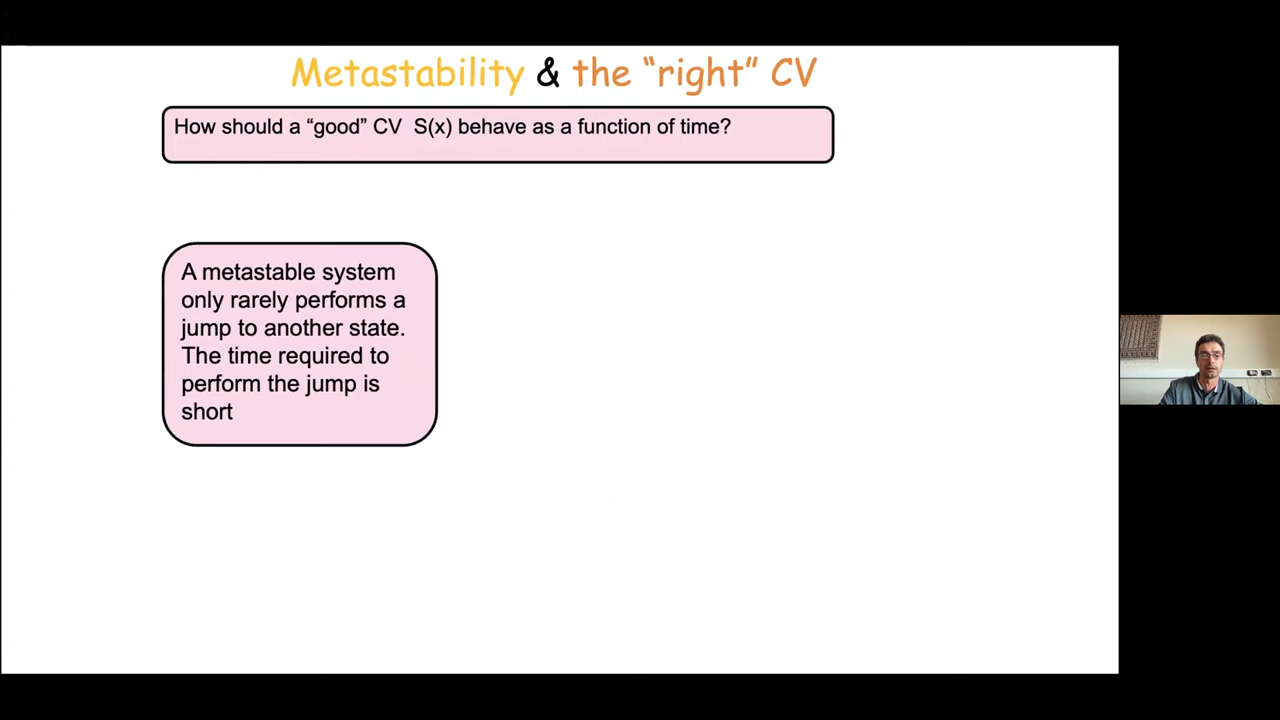 Metastability & the “right” CV
How should a “good” CV S(x) behave as a function of time?
A metastable system
only rarely performs a
jump to another state.
The time required to
perform the jump is
short